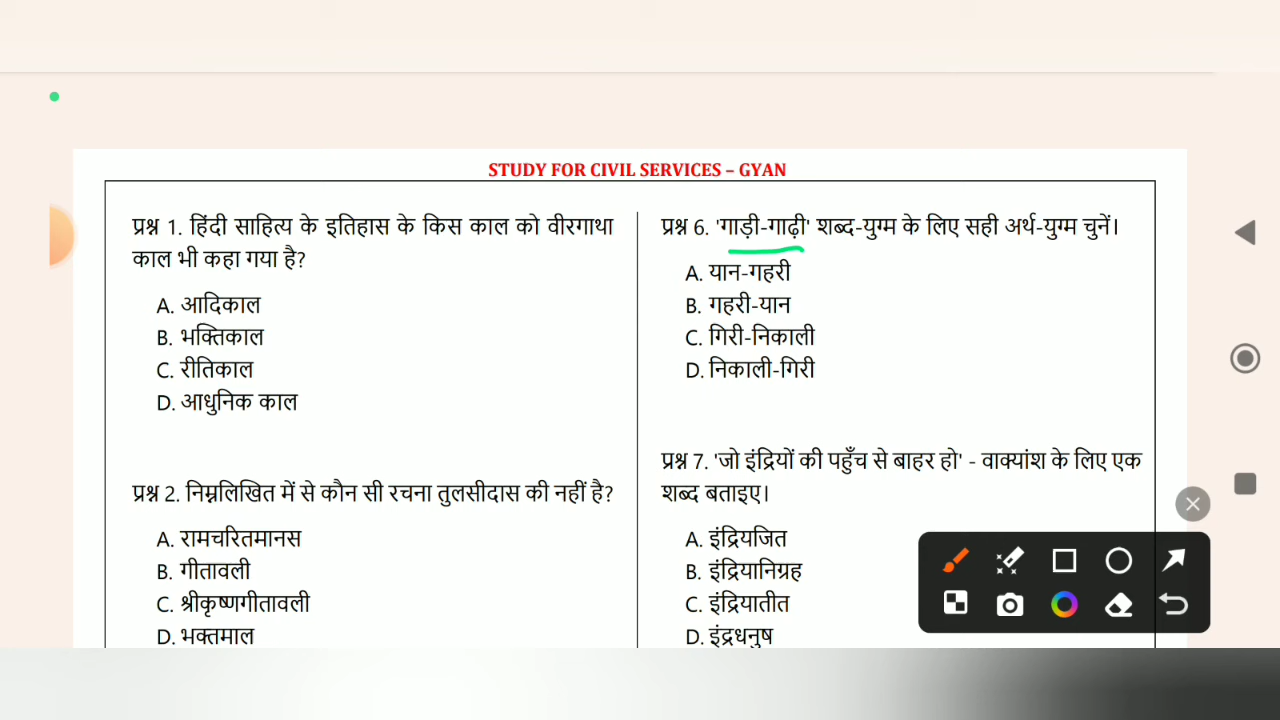 STUDY FOR CIVIL SERVICES – GYAN
प्रश्न 1. हिंदी साहित्य के इतिहास के किस काल को वीरगाथा
काल भी कहा गया है?
A. आदिकाल
B. भक्तिकाल
C. रीतिकाल
D. आधुनिक काल
प्रश्न 2. निम्नलिखित में से कौन सी रचना तुलसीदास की नहीं है?
A. रामचरितमानस
B. गीतावली
C. श्रीकृष्णगीतावली
D. भक्तमाल
प्रश्न 6. 'गाड़ी-गाढ़ी' शब्द-युग्म के लिए सही अर्थ-युग्म चुनें।
A. यान-गहरी
B. गहरी-यान
C. गिरी-निकाली
D. निकाली-गिरी
प्रश्न 7. 'जो इंद्रियों की पहुँच से बाहर हो' - वाक्यांश के लिए एक
शब्द बताइए।
A. इंद्रियजित
B. इंद्रियानिग्रह
C. इंद्रियातीत
D. इंद्रधनुष